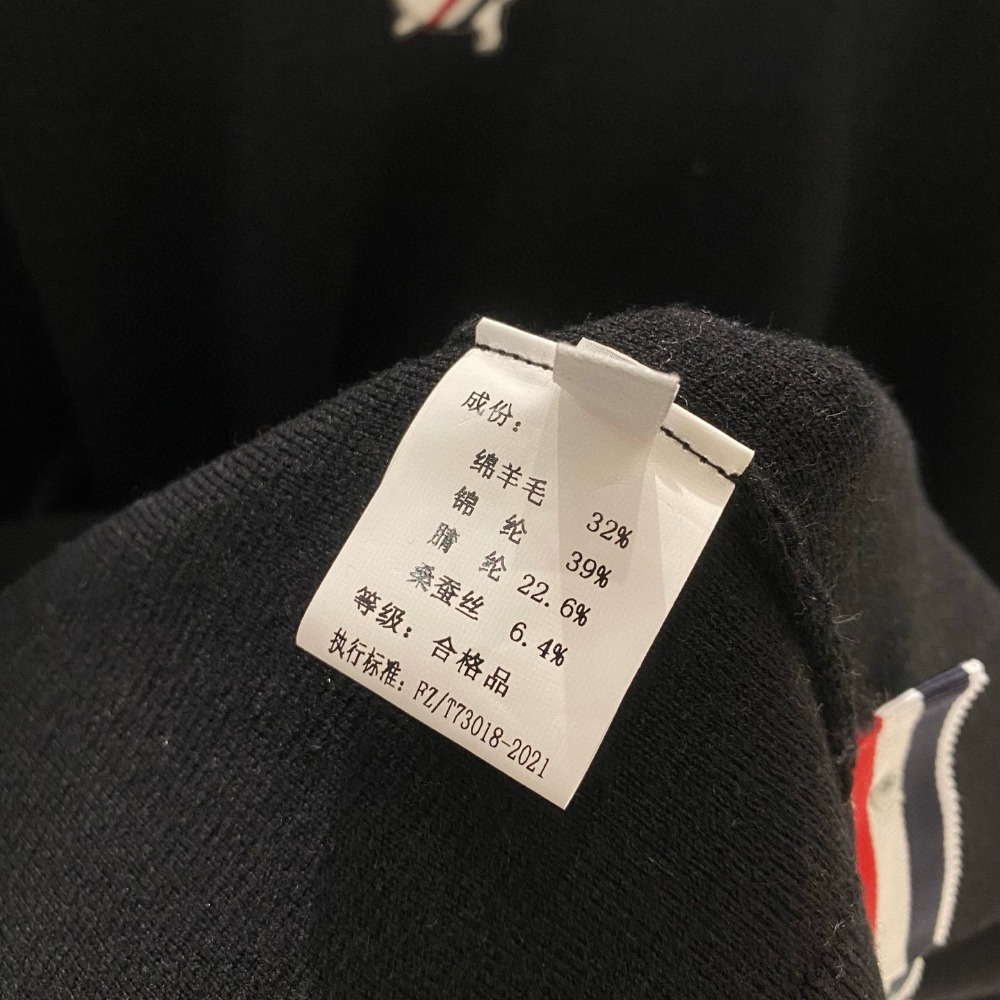 成份：
绵羊毛 32%
锦 纶 39%
腈 纶 22.6%
桑蚕丝 6.4%
等级：合格品
执行标准：FZ/T73018-2021